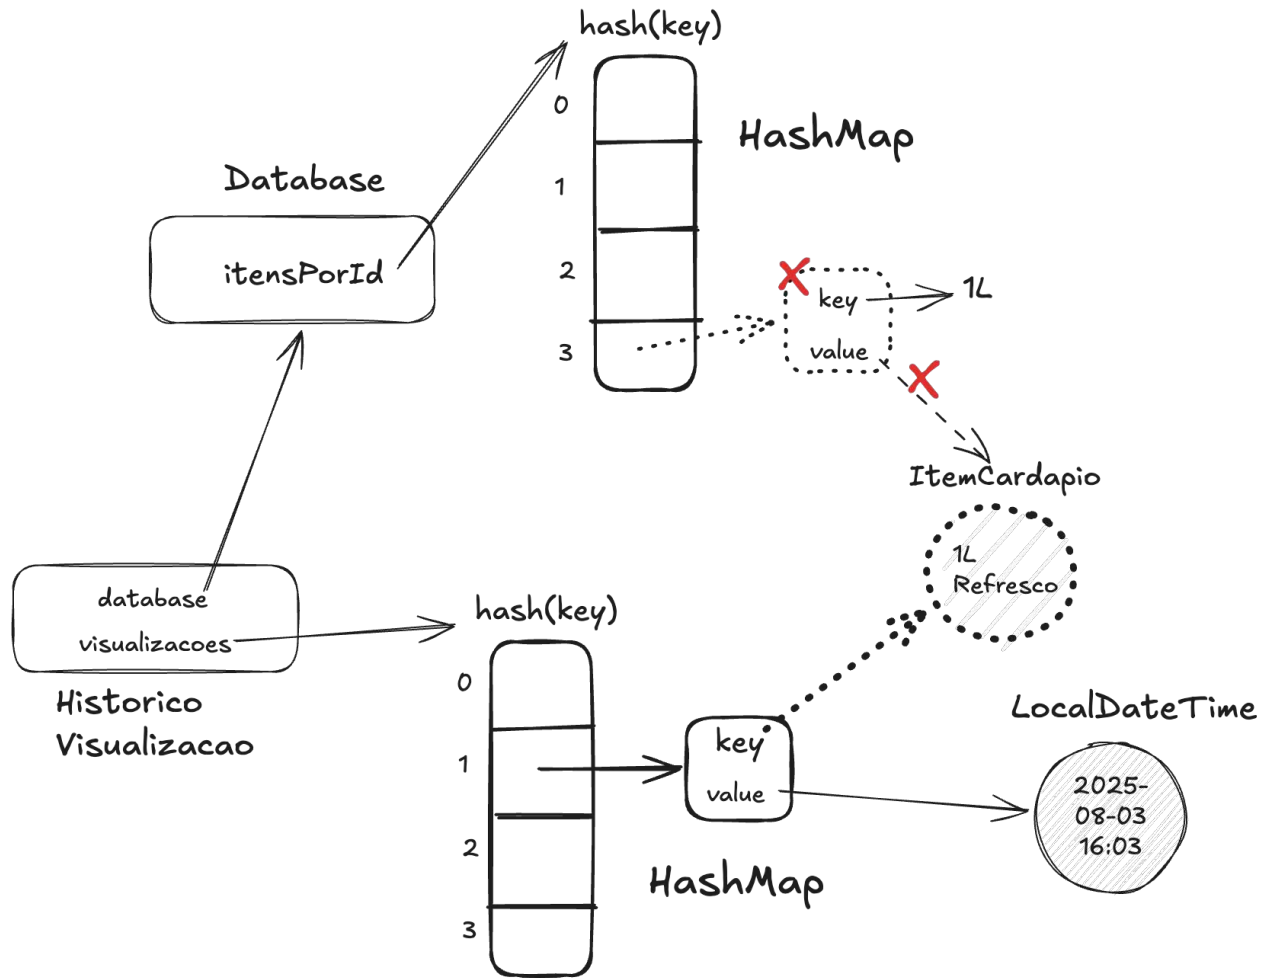 hash(key)
0
1
2
3
HashMap
Database
itensPorId
key
1L
value
ItemCardapio
1L
Refresco
database
visualizacoes
Historico
Visualizacao
hash(key)
0
1
2
3
key
value
HashMap
LocalDateTime
2025-
08-03
16:03